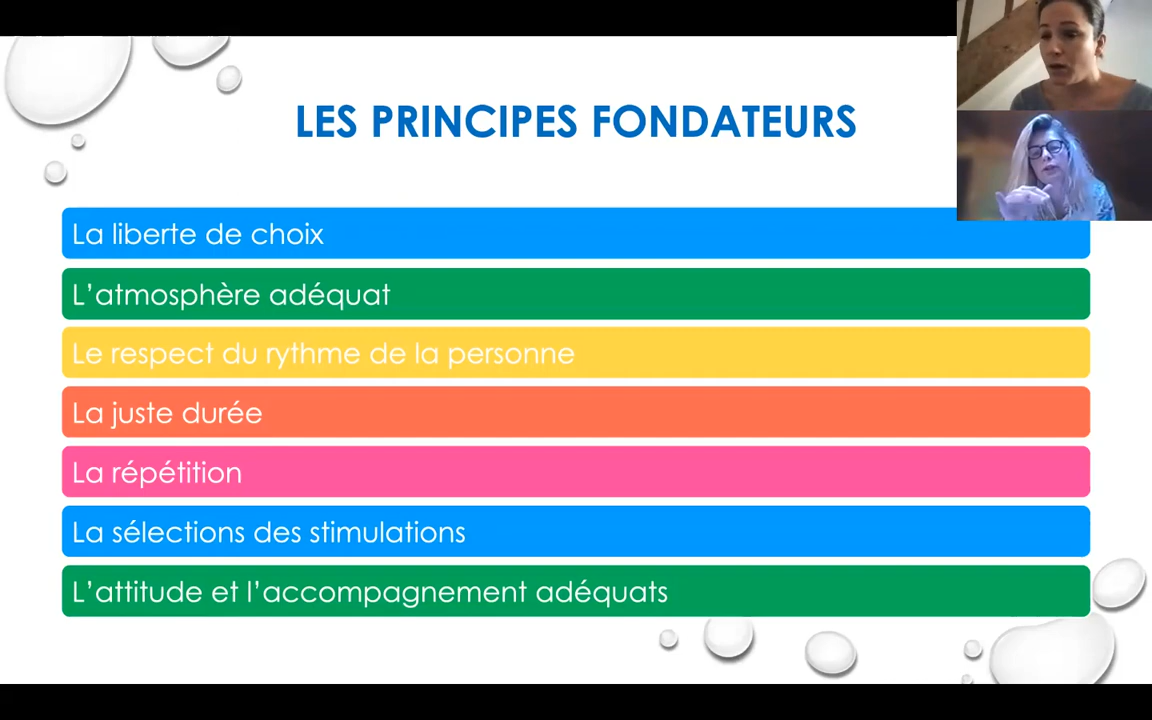 LES PRINCIPES FONDATEURS
La liberte de choix
L'atmosphère adéquat
Le respect du rythme de la personne
La juste durée
La répétition
La sélections des stimulations
L'attitude et l'accompagnement adéquats